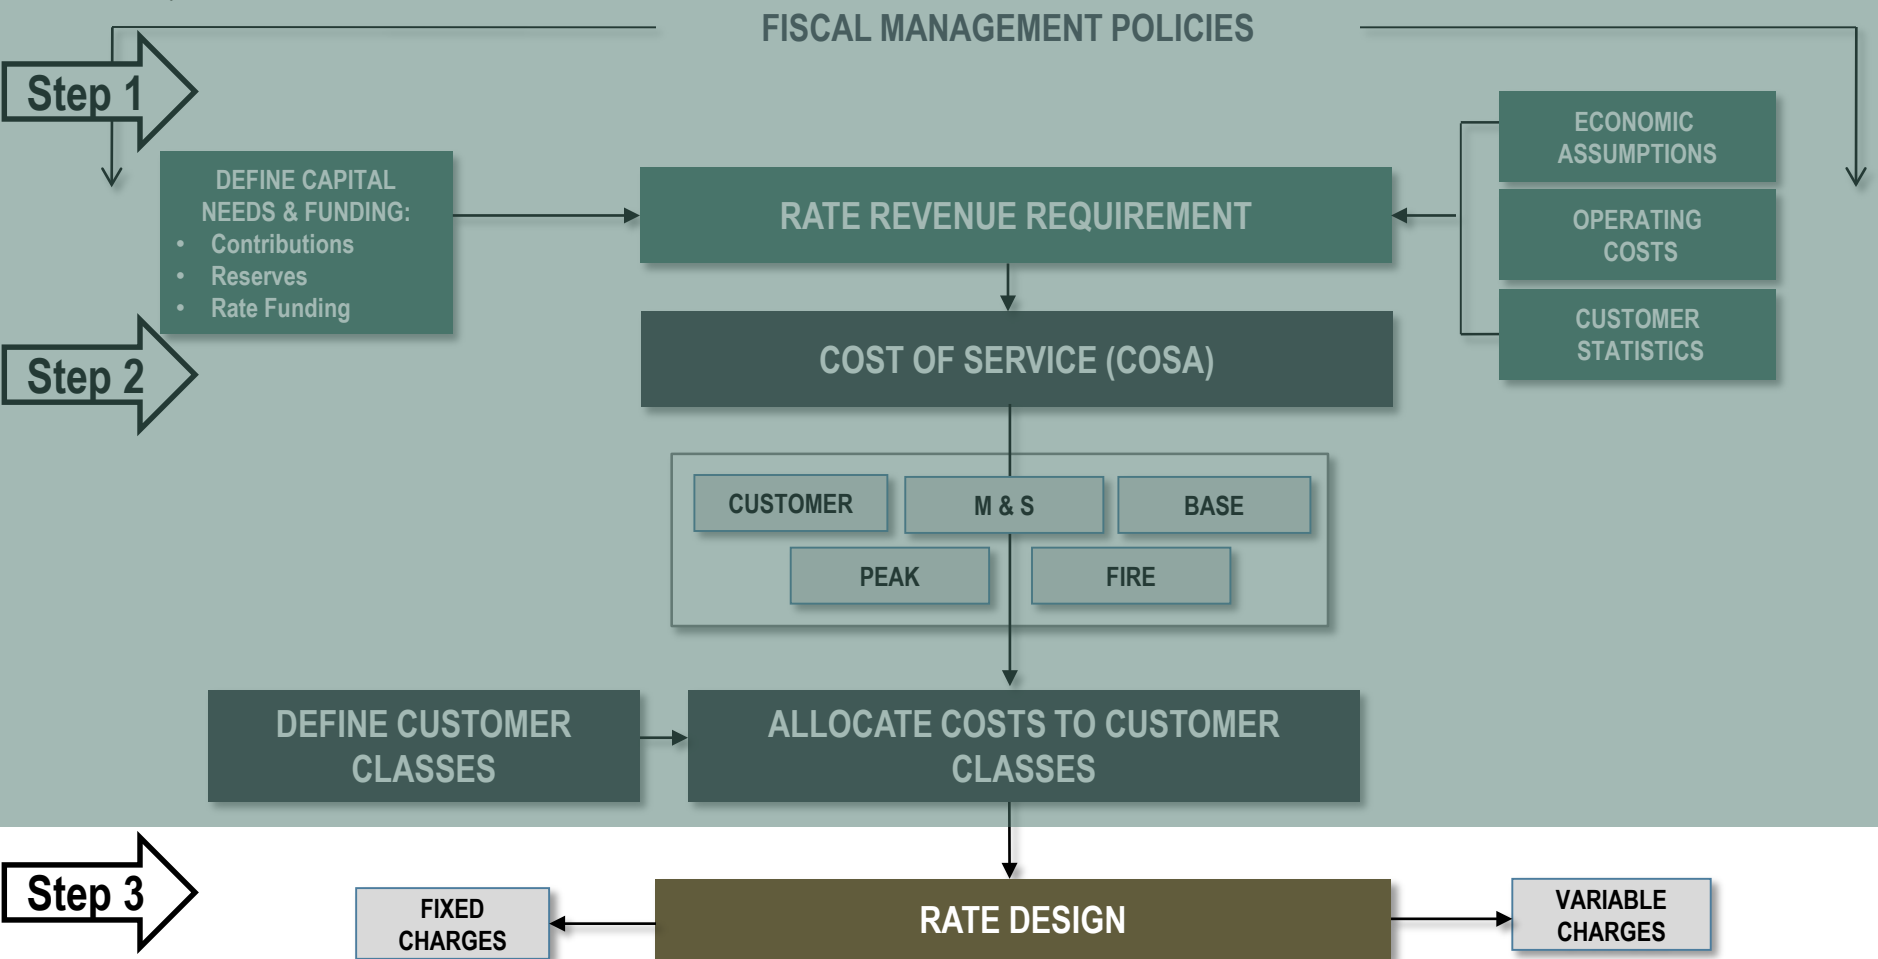 FISCAL MANAGEMENT POLICIES
Step 1
ECONOMIC
ASSUMPTIONS
DEFINE CAPITAL
NEEDS & FUNDING:
• Contributions
• Reserves
• Rate Funding
RATE REVENUE REQUIREMENT
OPERATING
COSTS
CUSTOMER
STATISTICS
Step 2
COST OF SERVICE (COSA)
CUSTOMER
M & S
BASE
PEAK
FIRE
DEFINE CUSTOMER
CLASSES
ALLOCATE COSTS TO CUSTOMER
CLASSES
Step 3
FIXED
CHARGES
RATE DESIGN
VARIABLE
CHARGES